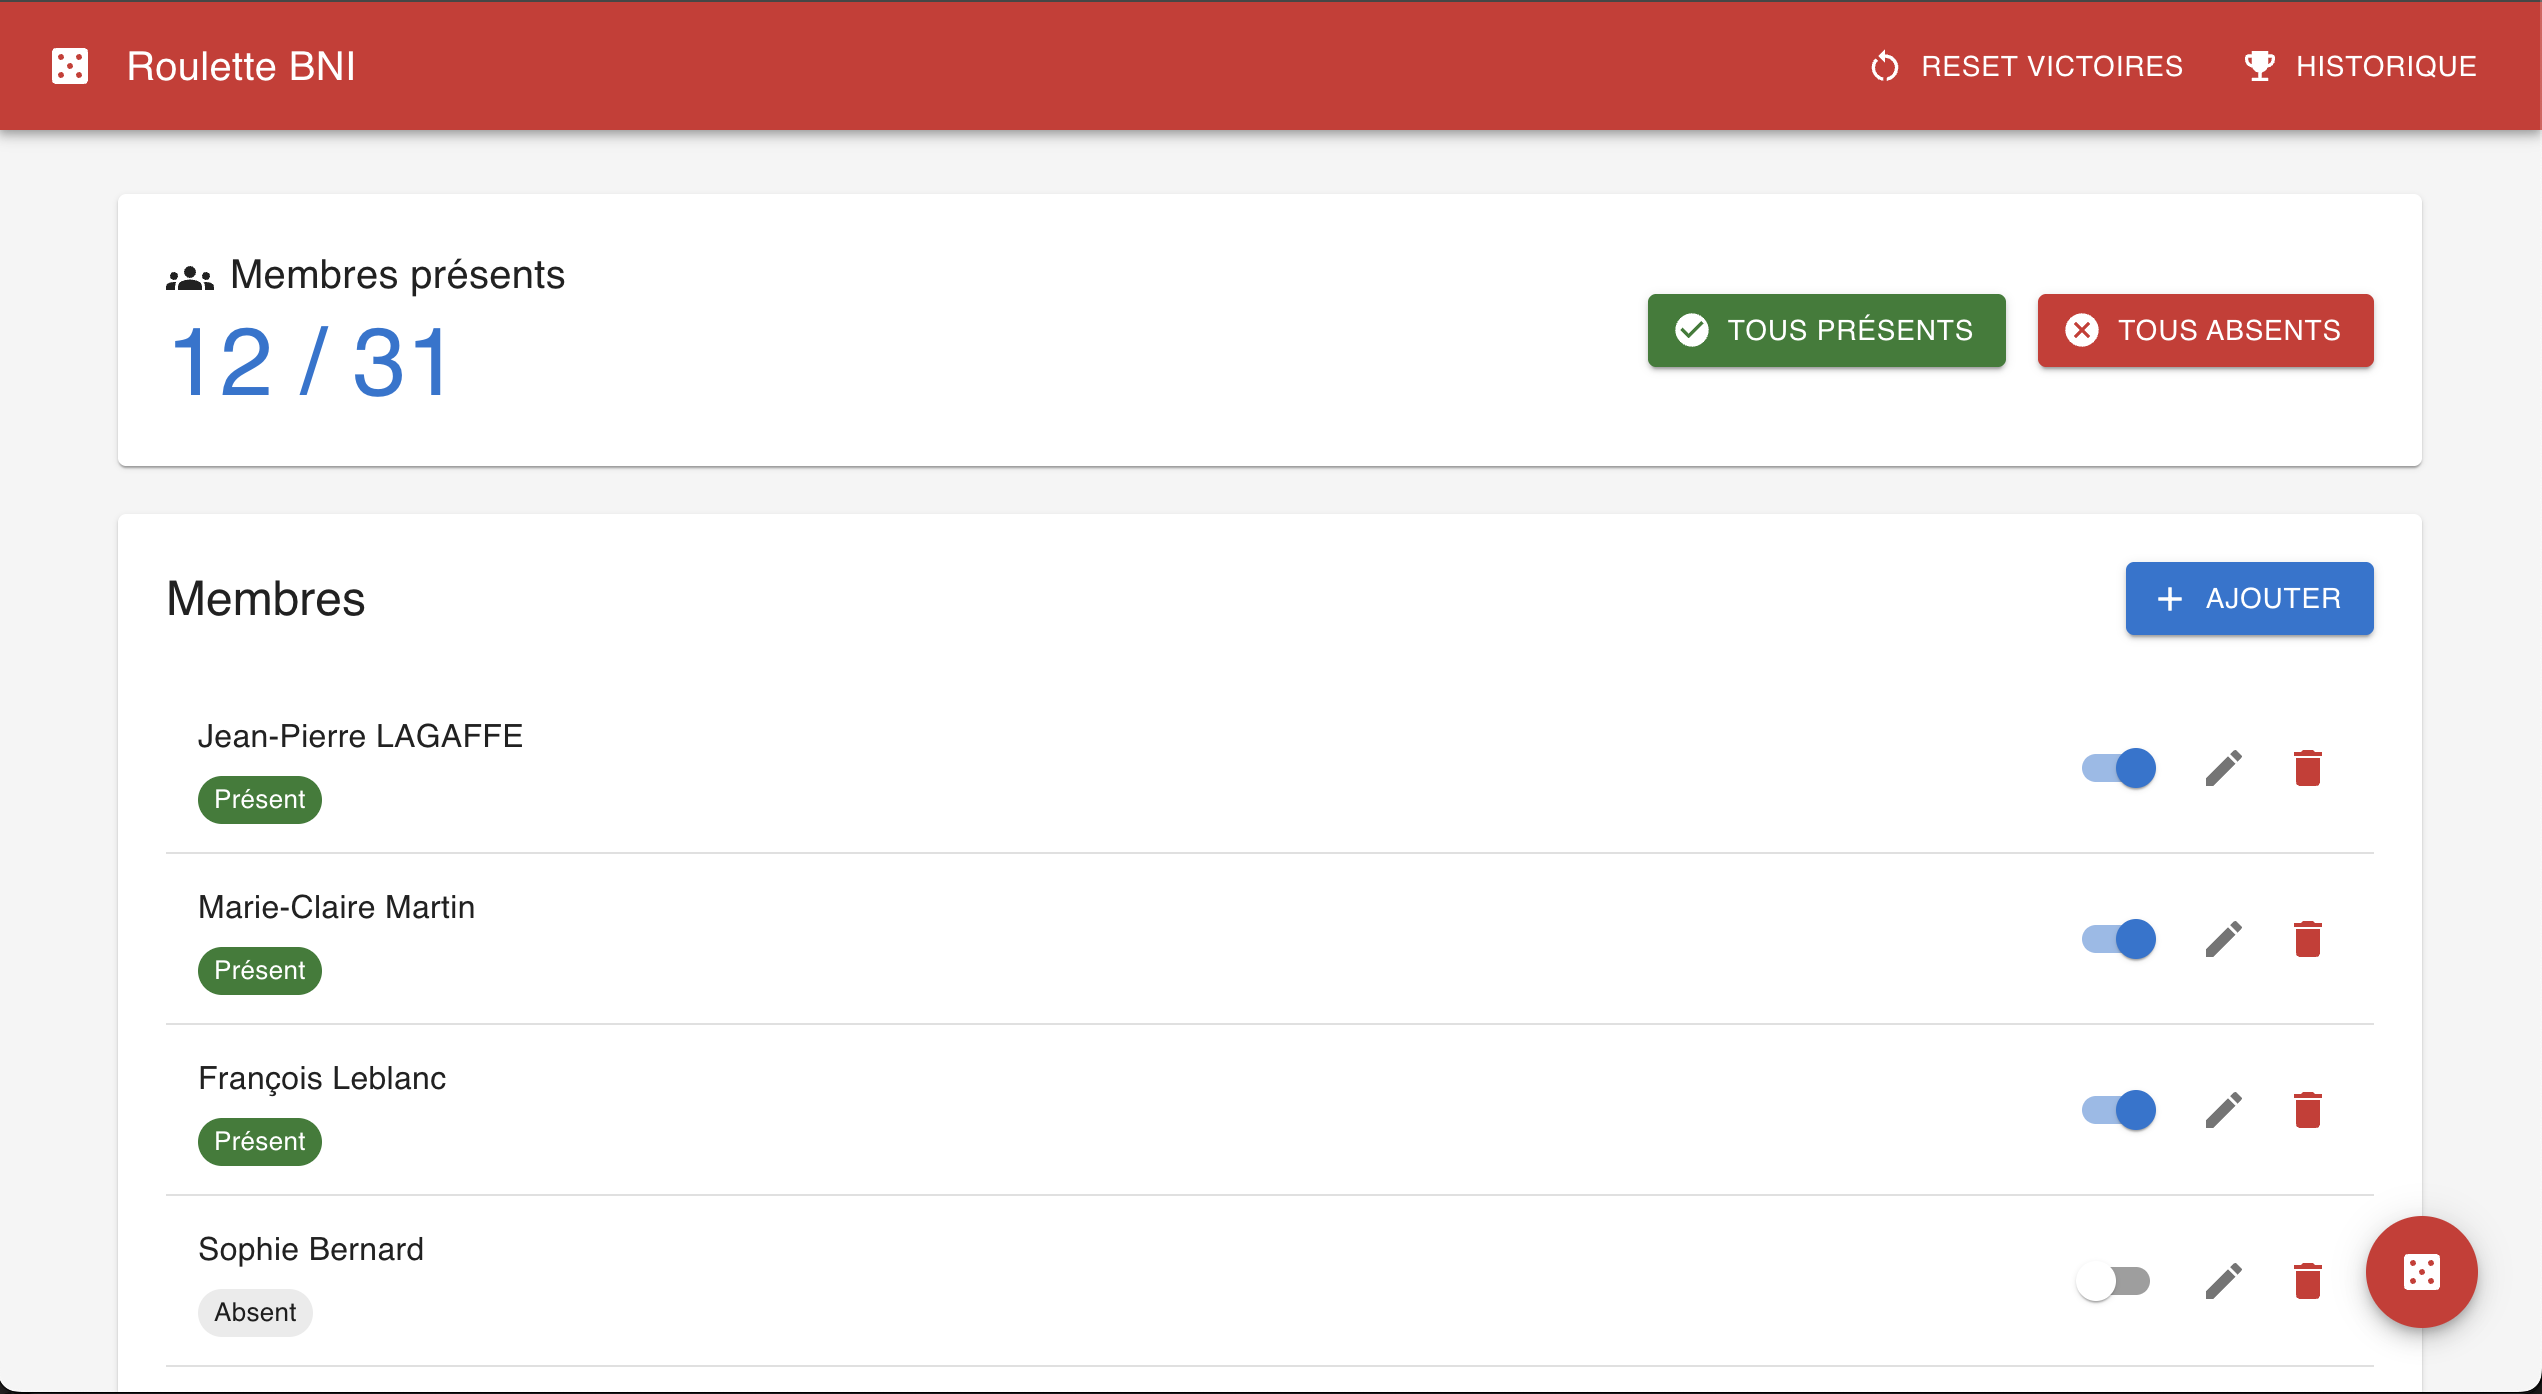 Roulette BNI
RESET VICTOIRES
HISTORIQUE
Membres présents
12 / 31
TOUS PRÉSENTS
TOUS ABSENTS
Membres
AJOUTER
Jean-Pierre LAGAFFE
Présent
Marie-Claire Martin
Présent
François Leblanc
Présent
Sophie Bernard
Absent